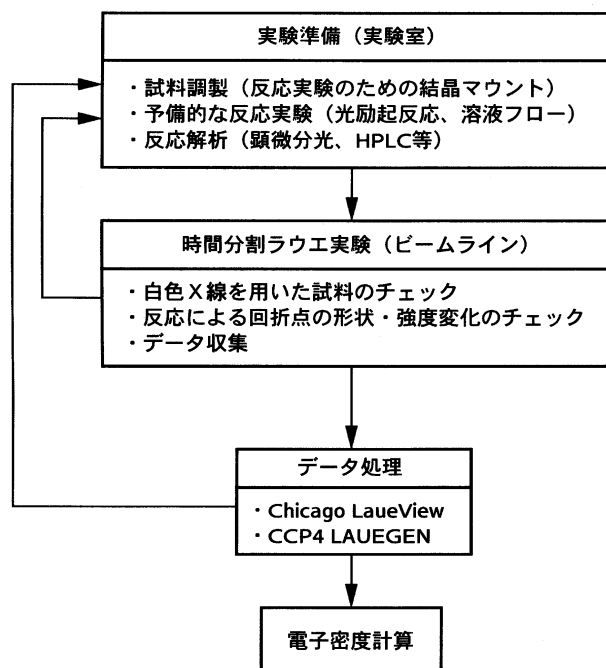 実験準備（実験室）
・試料調製（反応実験のための結晶マウント）
・予備的な反応実験（光励起反応、溶液フロー）
・反応解析（顕微分光、HPLC等）
時間分割ラウエ実験（ビームライン）
・白色Ｘ線を用いた試料のチェック
・反応による回折点の形状・強度変化のチェック
・データ収集
データ処理
・Chicago LaueView
・CCP4 LAUEGEN
電子密度計算